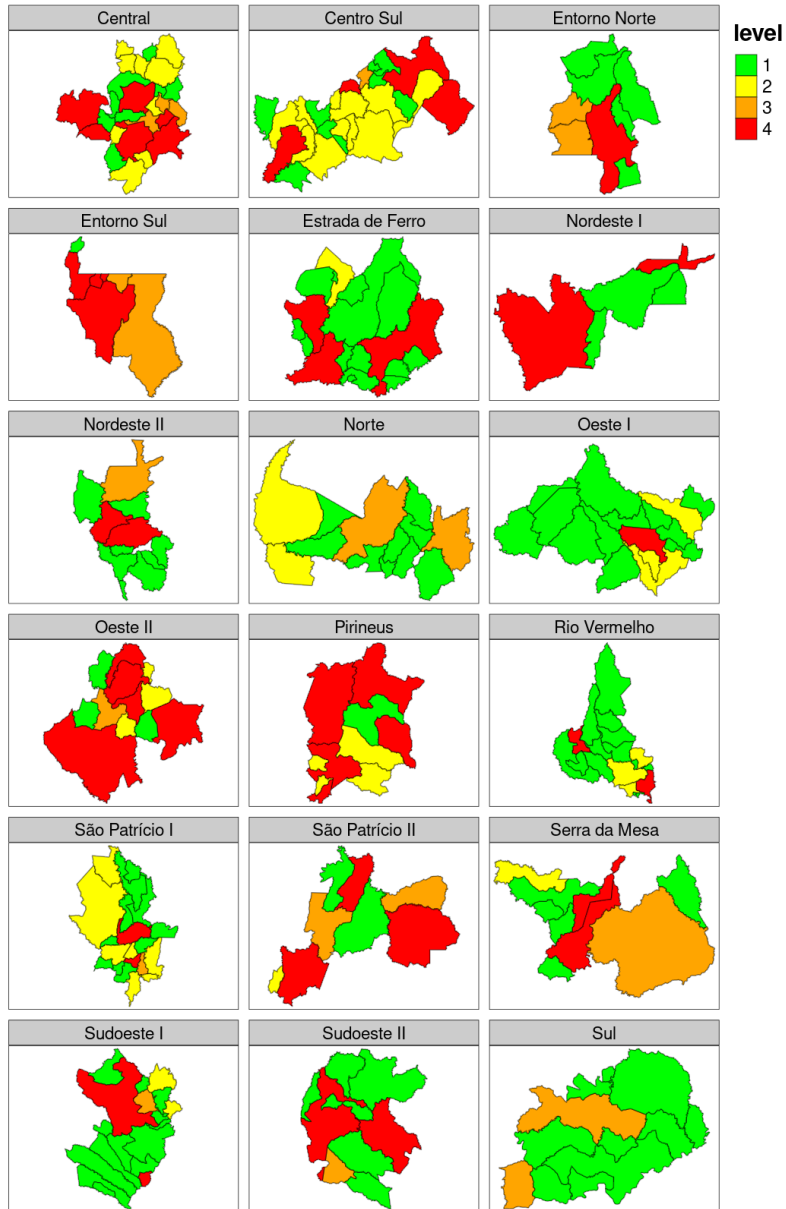 Central
Centro Sul
Entorno Norte
level
1
2
3
4
Entorno Sul
Estrada de Ferro
Nordeste I
Nordeste II
Norte
Oeste I
Oeste II
Pirineus
Rio Vermelho
São Patrício I
São Patrício II
Serra da Mesa
Sudoeste I
Sudoeste II
Sul